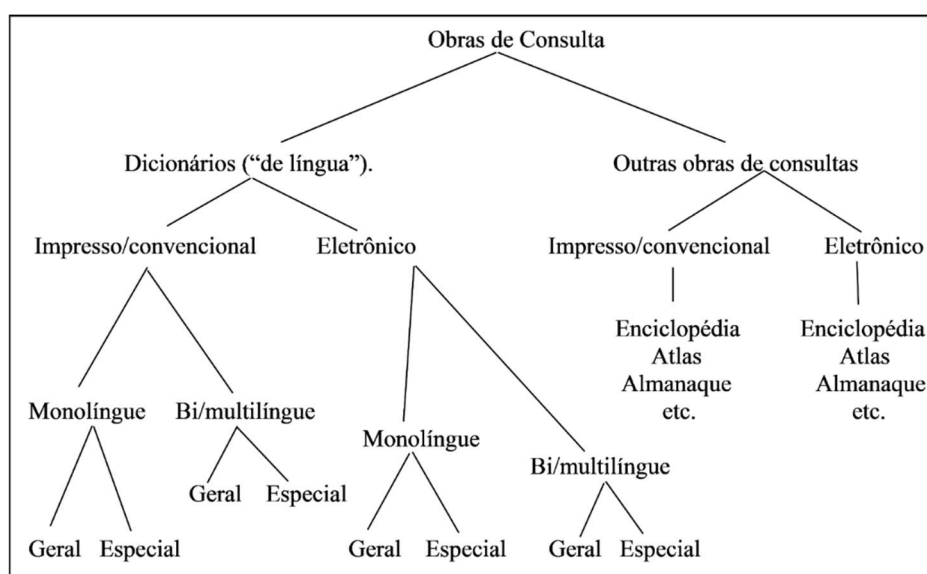 Obras de Consulta
Dicionários (“de língua”).
Outras obras de consultas
Impresso/convencional
Eletrônico
Impresso/convencional
Eletrônico
Enciclopédia
Atlas
Almanaque
etc.
Enciclopédia
Atlas
Almanaque
etc.
Monolíngue
Bi/multilíngue
Monolíngue
Bi/multilíngue
Geral
Especial
Geral
Especial
Geral
Especial
Geral
Especial